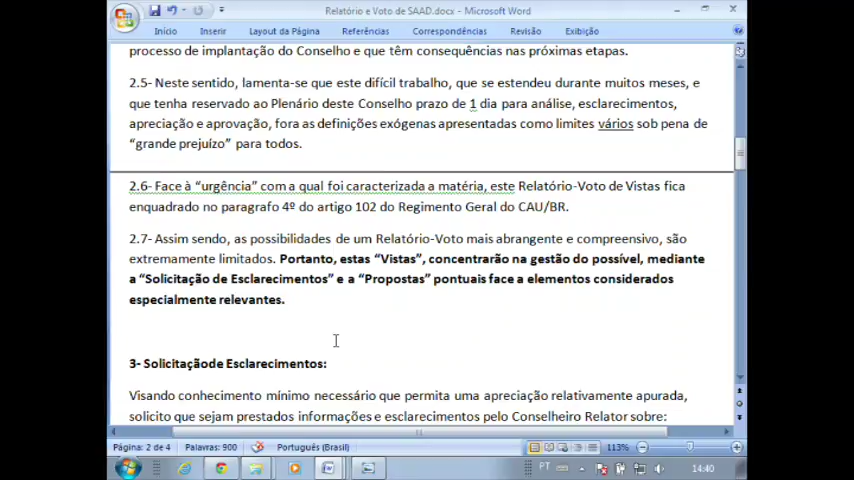 Relatório e Voto de SAAD.docx - Microsoft Word
Início Inserir Layout da Página Referências Correspondências Revisão Exibição
processo de implantação do Conselho e que têm consequências nas próximas etapas.
2.5- Neste sentido, lamenta-se que este difícil trabalho, que se estendeu durante muitos meses, e
que tenha reservado ao Plenário deste Conselho prazo de 1 dia para análise, esclarecimentos,
apreciação e aprovação, fora as definições exógenas apresentadas como limites vários sob pena de
“grande prejuízo” para todos.
2.6- Face à “urgência” com a qual foi caracterizada a matéria, este Relatório-Voto de Vistas fica
enquadrado no paragrafo 4º do artigo 102 do Regimento Geral do CAU/BR.
2.7- Assim sendo, as possibilidades de um Relatório-Voto mais abrangente e compreensivo, são
extremamente limitados. Portanto, estas “Vistas”, concentrarão na gestão do possível, mediante
a “Solicitação de Esclarecimentos” e a “Propostas” pontuais face a elementos considerados
especialmente relevantes.
3- Solicitaçãode Esclarecimentos:
Visando conhecimento mínimo necessário que permita uma apreciação relativamente apurada,
solicito que sejam prestados informações e esclarecimentos pelo Conselheiro Relator sobre:
Página: 2 de 4 Palavras: 900 Português (Brasil) 113%
PT 14:40